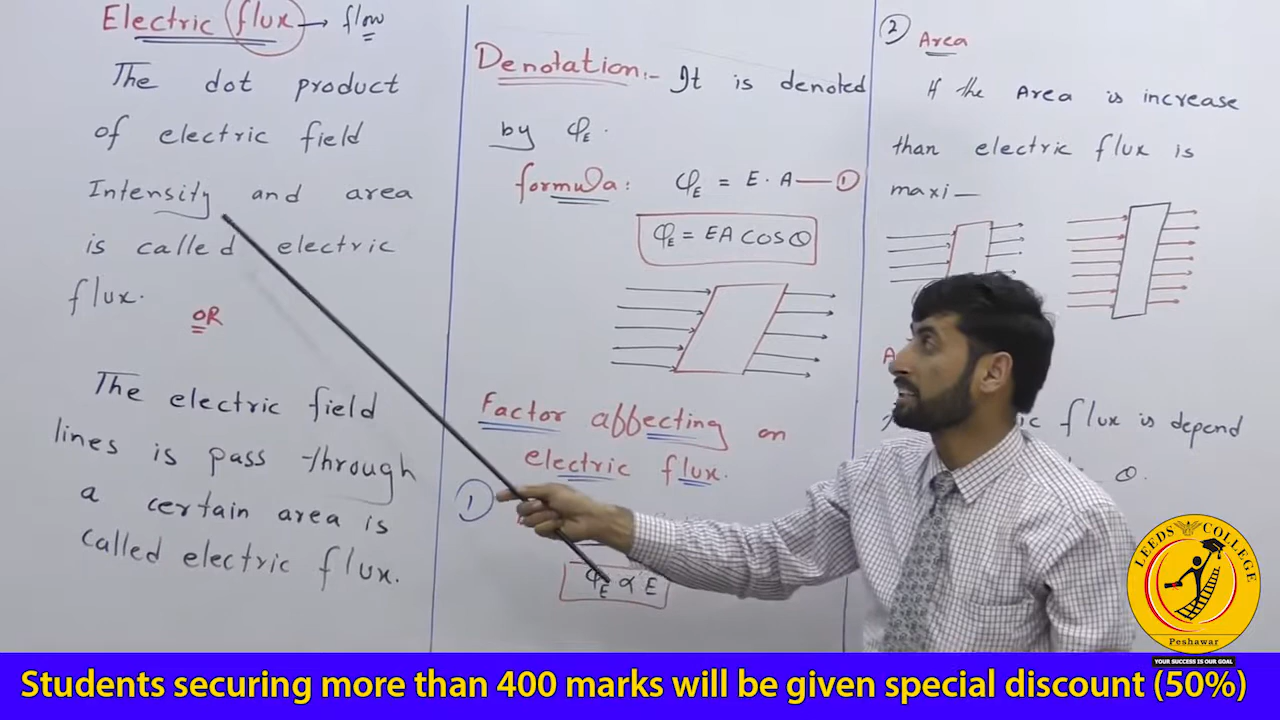 Electric flux → flow
The dot product
of electric field
Intensity and area
is called electric
flux.
OR
The electric field
lines is pass through
a certain area is
called electric flux.
Denotation:- It is denoted
by φE.
formula: φE = E · A — ①
φE = EA COS θ
Factor affecting on
electric flux.
①
φE ∝ E
② Area
If the Area is increase
than electric flux is
maxi —
flux is depend
θ.
LEEDS COLLEGE
Peshawar
YOUR SUCCESS IS OUR GOAL
Students securing more than 400 marks will be given special discount (50%)